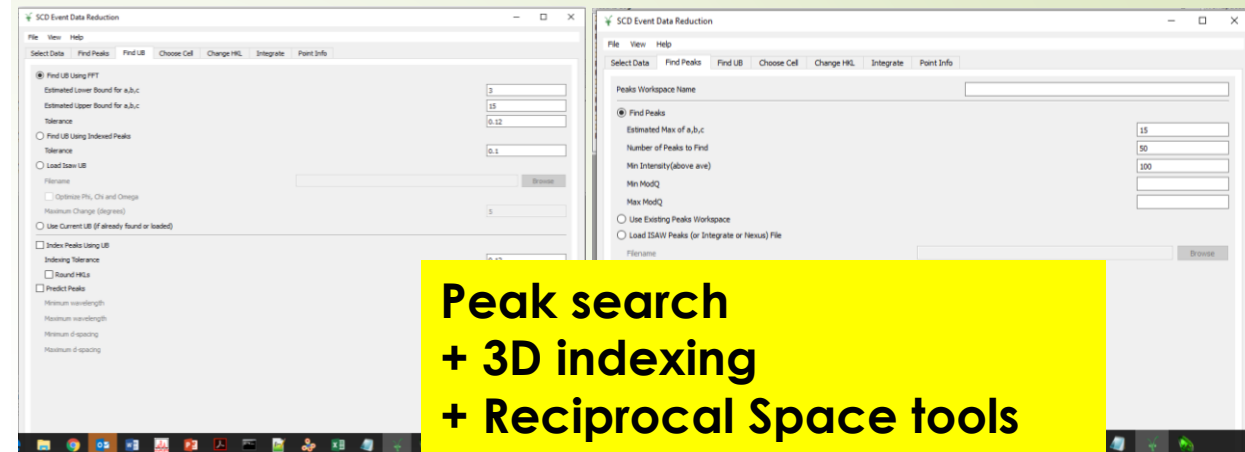 SCD Event Data Reduction
File View Help
Select Data Find Peaks Find UB Choose Cell Change HKL Integrate Point Info
Find UB Using FFT
Estimated Lower Bound for a,b,c 3
Estimated Upper Bound for a,b,c 15
Tolerance 0.12
Find UB Using Indexed Peaks
Tolerance 0.1
Load Isaw UB
Filename Browse
Optimize Phi, Chi and Omega
Maximum Change (degrees) 5
Use Current UB (if already found or loaded)
Index Peaks Using UB
Indexing Tolerance
Round HKLs
Predict Peaks
Minimum wavelength
Maximum wavelength
Minimum d-spacing
Maximum d-spacing
SCD Event Data Reduction
File View Help
Select Data Find Peaks Find UB Choose Cell Change HKL Integrate Point Info
Peaks Workspace Name
Find Peaks
Estimated Max of a,b,c 15
Number of Peaks to Find 50
Min Intensity(above ave) 100
Min ModQ
Max ModQ
Use Existing Peaks Workspace
Load ISAW Peaks (or Integrate or Nexus) File
Filename Browse
Peak search
+ 3D indexing
+ Reciprocal Space tools